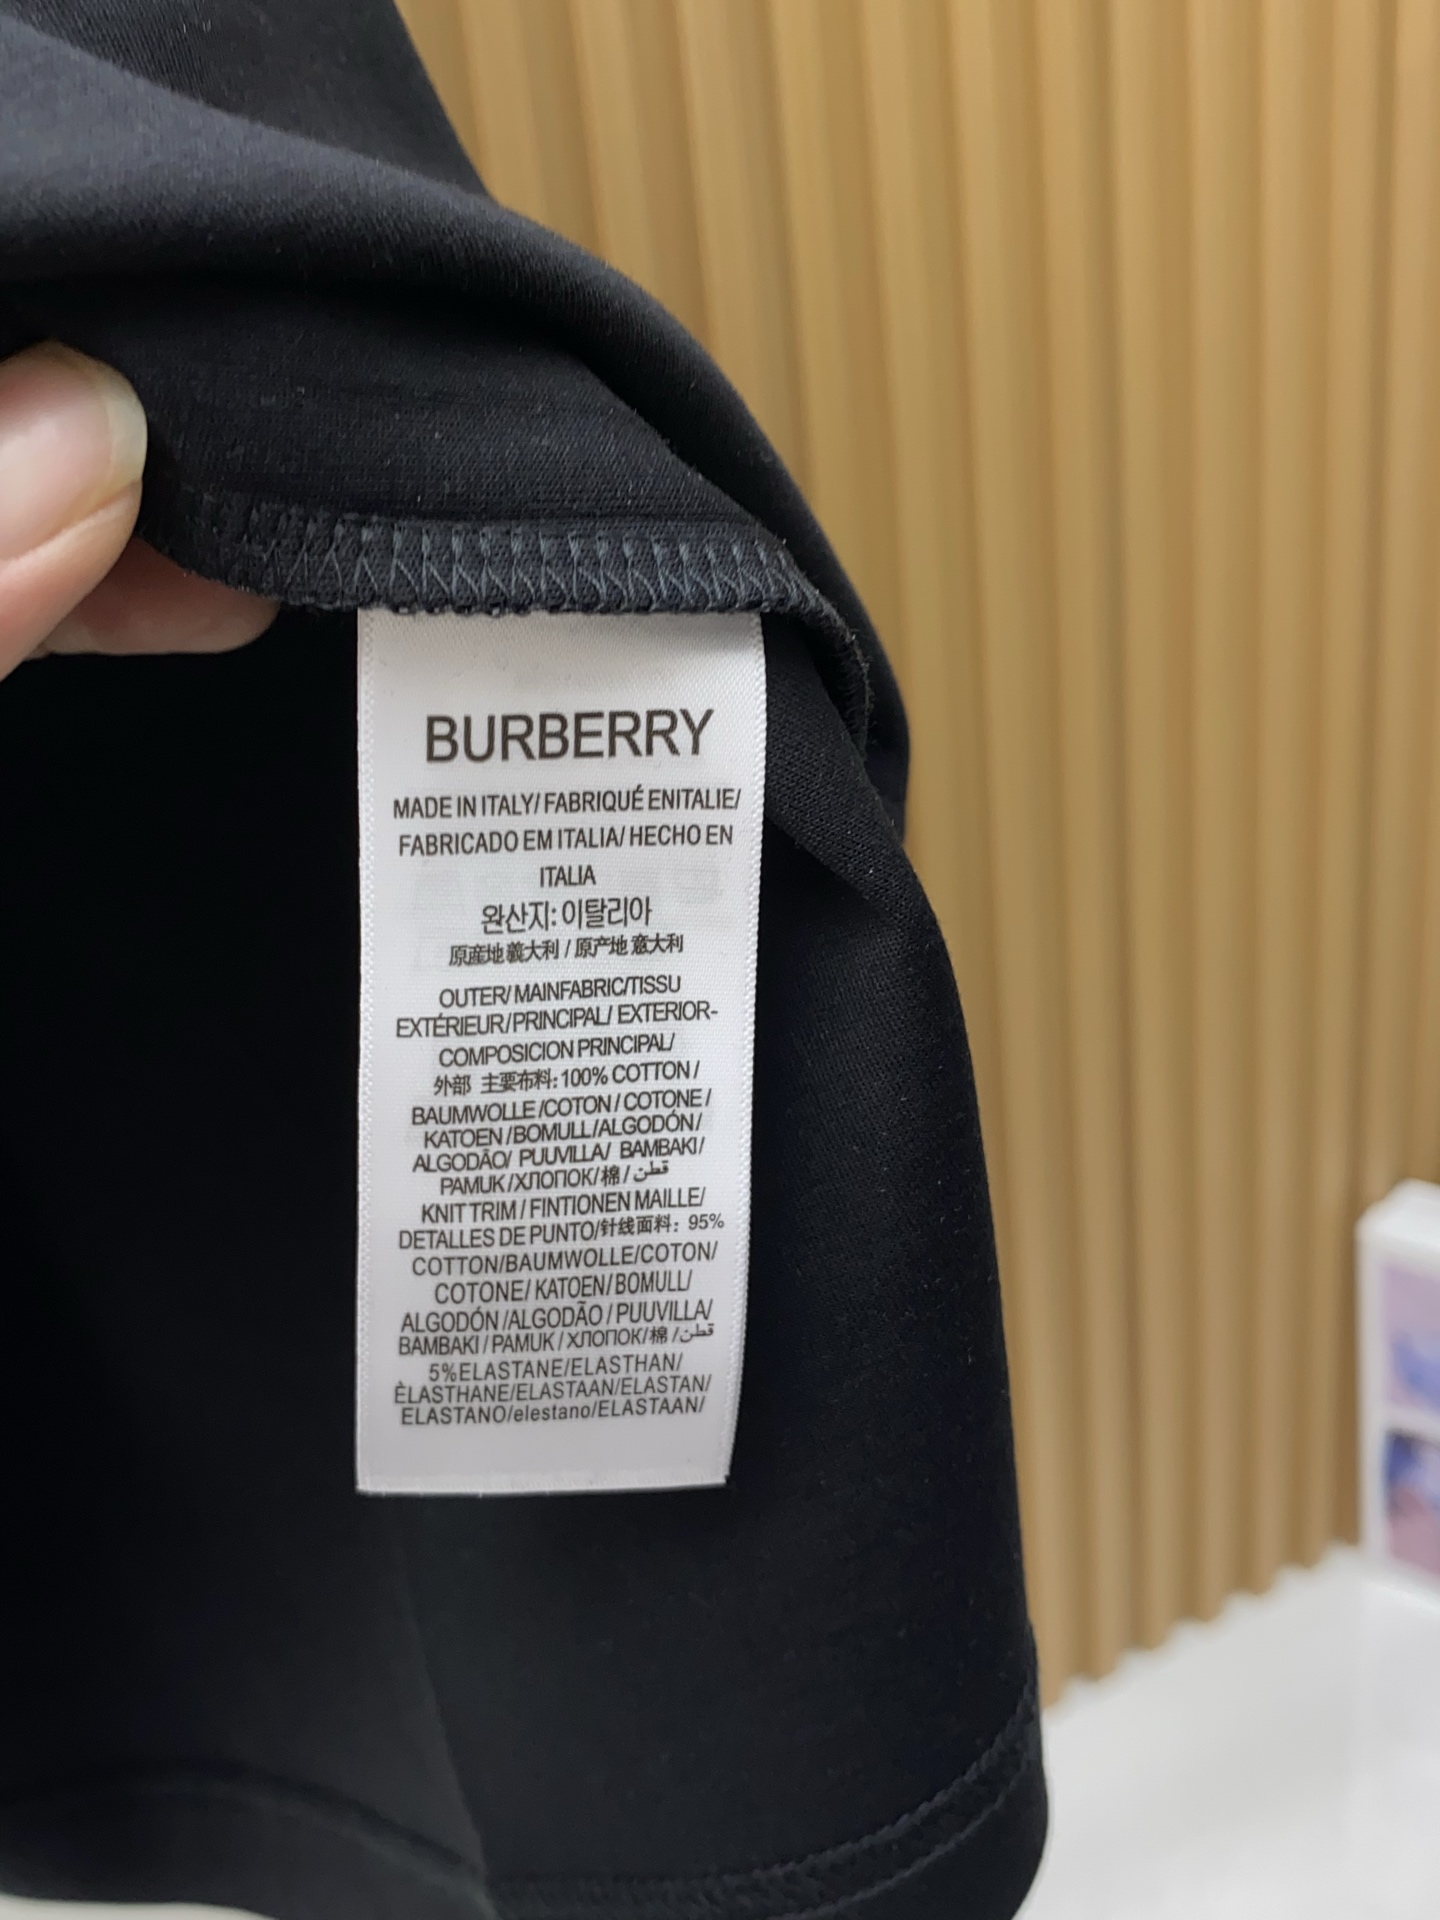 BURBERRY
MADE IN ITALY/ FABRIQUÉ ENITALIE/
FABRICADO EM ITALIA/ HECHO EN
ITALIA
완산지: 이탈리아
原産地 義大利 / 原产地 意大利
OUTER/ MAINFABRIC/TISSU
EXTÉRIEUR/PRINCIPAL/ EXTERIOR-
COMPOSICION PRINCIPAL/
外部 主要布料: 100% COTTON /
BAUMWOLLE /COTON / COTONE /
KATOEN /BOMULL/ALGODÓN/
ALGODÃO/ PUUVILLA/ BAMBAKI/
PAMUK /ХЛОПОК/棉 / قطن
KNIT TRIM / FINTIONEN MAILLE/
DETALLES DE PUNTO/针线面料: 95%
COTTON/BAUMWOLLE/COTON/
COTONE/ KATOEN/BOMULL/
ALGODÓN /ALGODÃO / PUUVILLA/
BAMBAKI / PAMUK / ХЛОПОК/棉 / قطن
5%ELASTANE/ELASTHAN/
ÈLASTHANE/ELASTAAN/ELASTAN/
ELASTANO/elestano/ELASTAAN/